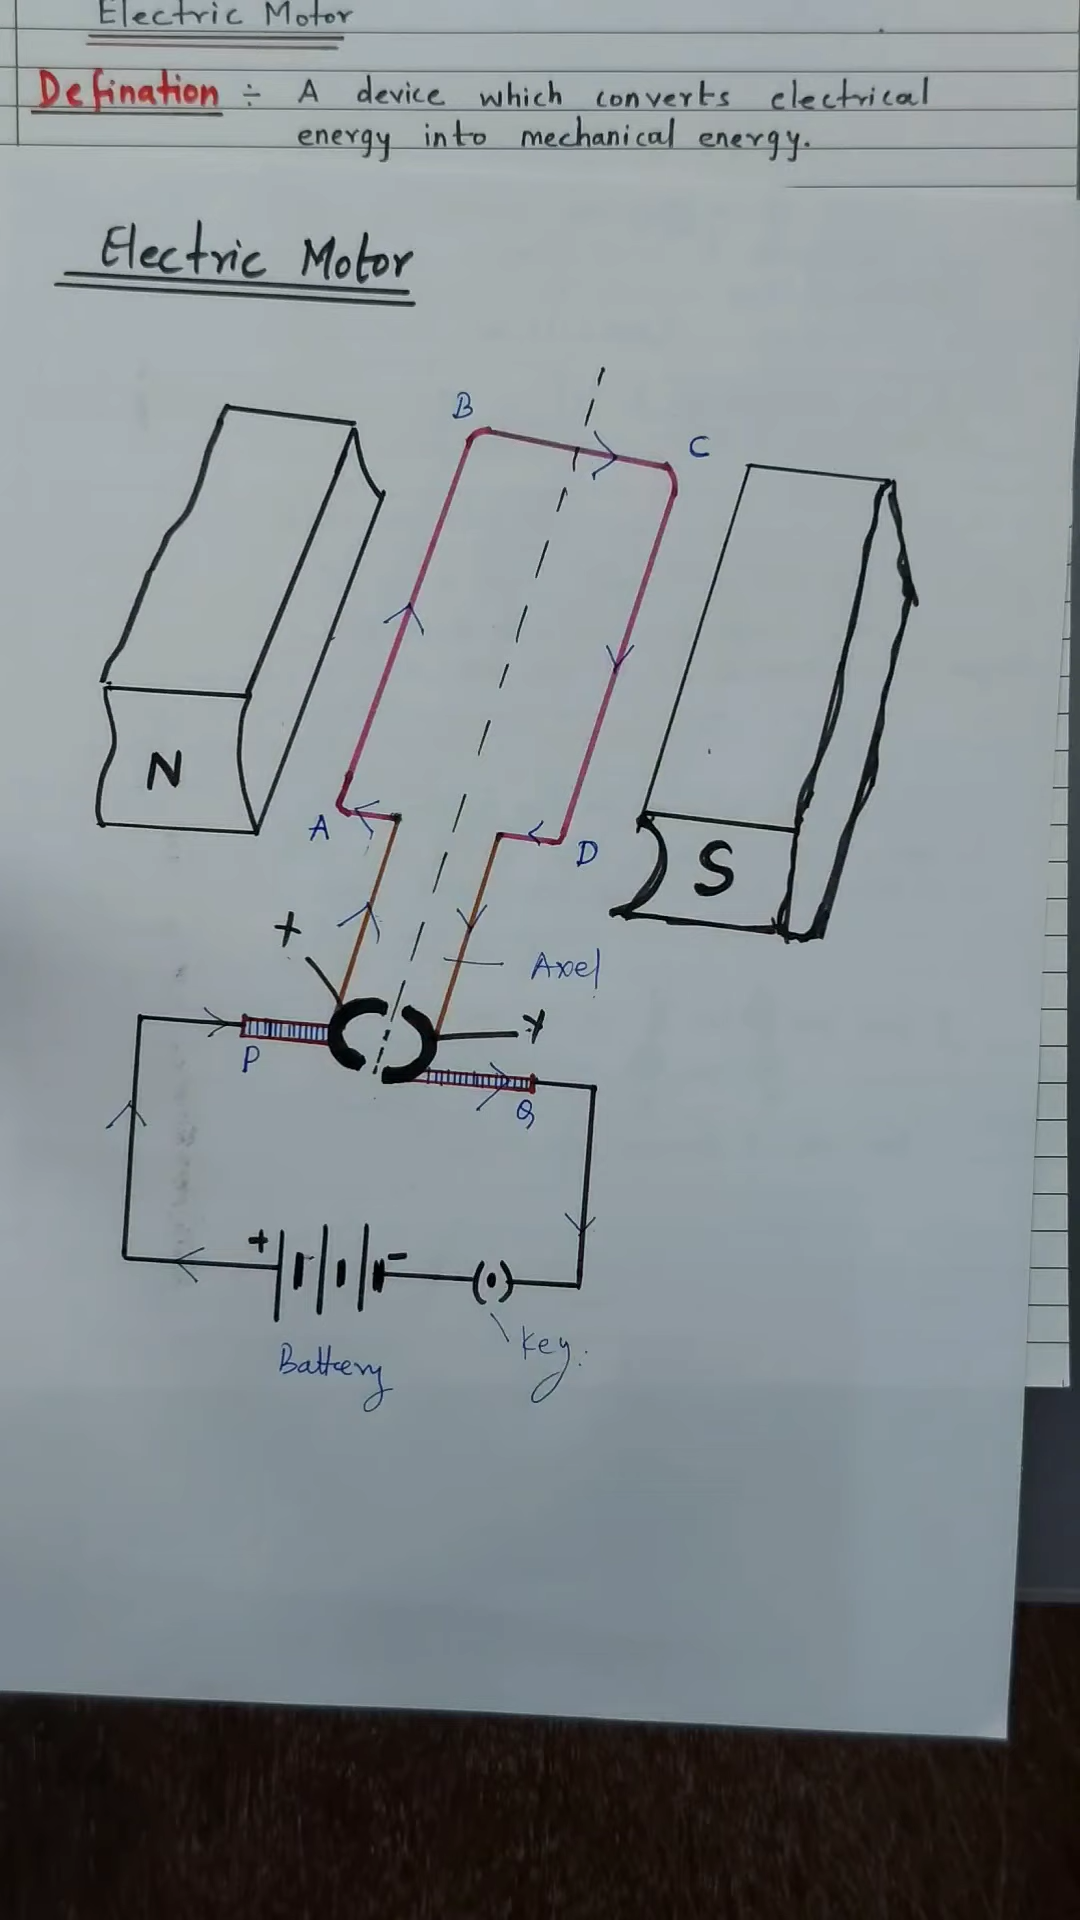 Electric Motor
Defination ÷ A device which converts electrical
energy into mechanical energy.
Electric Motor
B
C
N
A
D
S
+
Axel
P
Q
+
-
Battery
key.